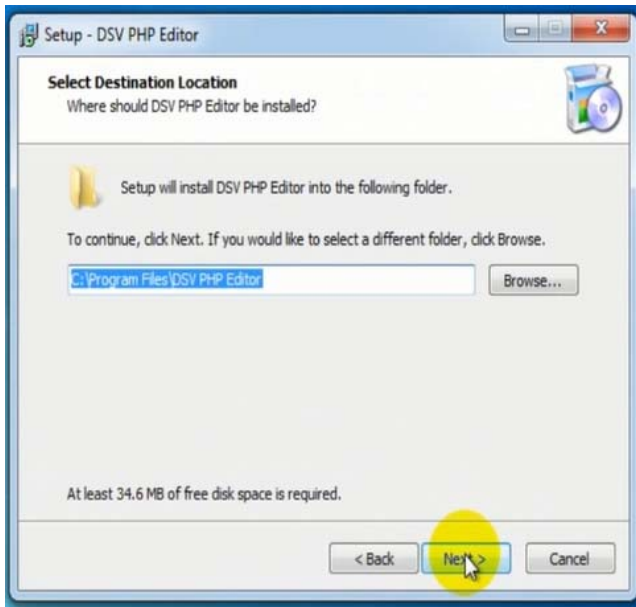 Setup - DSV PHP Editor
Select Destination Location
Where should DSV PHP Editor be installed?
Setup will install DSV PHP Editor into the following folder.
To continue, click Next. If you would like to select a different folder, click Browse.
C:\Program Files\DSV PHP Editor
Browse...
At least 34.6 MB of free disk space is required.
< Back
Next >
Cancel